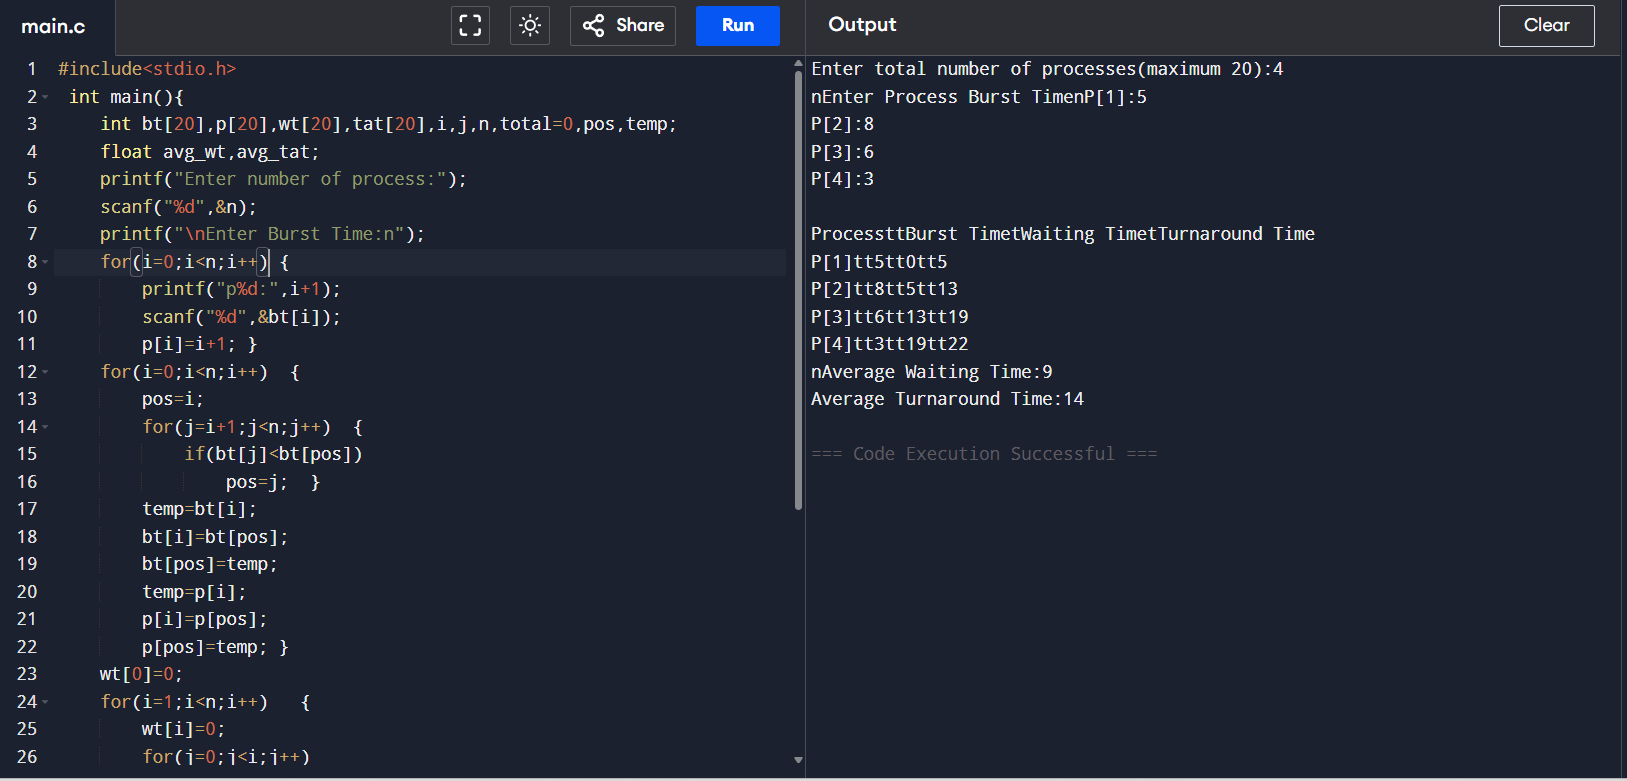 main.c
Share
Run
Output
Clear
1 #include<stdio.h>
2 int main(){
3 int bt[20],p[20],wt[20],tat[20],i,j,n,total=0,pos,temp;
4 float avg_wt,avg_tat;
5 printf("Enter number of process:");
6 scanf("%d",&n);
7 printf("\nEnter Burst Time:n");
8 for(i=0;i<n;i++) {
9 printf("p%d:",i+1);
10 scanf("%d",&bt[i]);
11 p[i]=i+1; }
12 for(i=0;i<n;i++)  {
13 pos=i;
14 for(j=i+1;j<n;j++)  {
15 if(bt[j]<bt[pos])
16 pos=j;  }
17 temp=bt[i];
18 bt[i]=bt[pos];
19 bt[pos]=temp;
20 temp=p[i];
21 p[i]=p[pos];
22 p[pos]=temp; }
23 wt[0]=0;
24 for(i=1;i<n;i++)   {
25 wt[i]=0;
26 for(j=0;j<i;j++)
Enter total number of processes(maximum 20):4
nEnter Process Burst TimenP[1]:5
P[2]:8
P[3]:6
P[4]:3
ProcessttBurst TimetWaiting TimetTurnaround Time
P[1]tt5tt0tt5
P[2]tt8tt5tt13
P[3]tt6tt13tt19
P[4]tt3tt19tt22
nAverage Waiting Time:9
Average Turnaround Time:14
=== Code Execution Successful ===